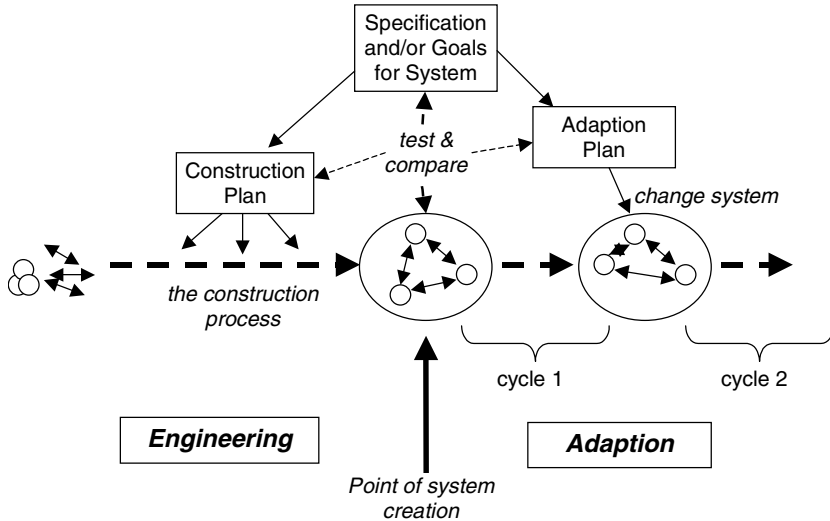 Specification
and/or Goals
for System
test &
compare
Adaption
Plan
Construction
Plan
change system
the construction
process
cycle 1
cycle 2
Engineering
Adaption
Point of system
creation